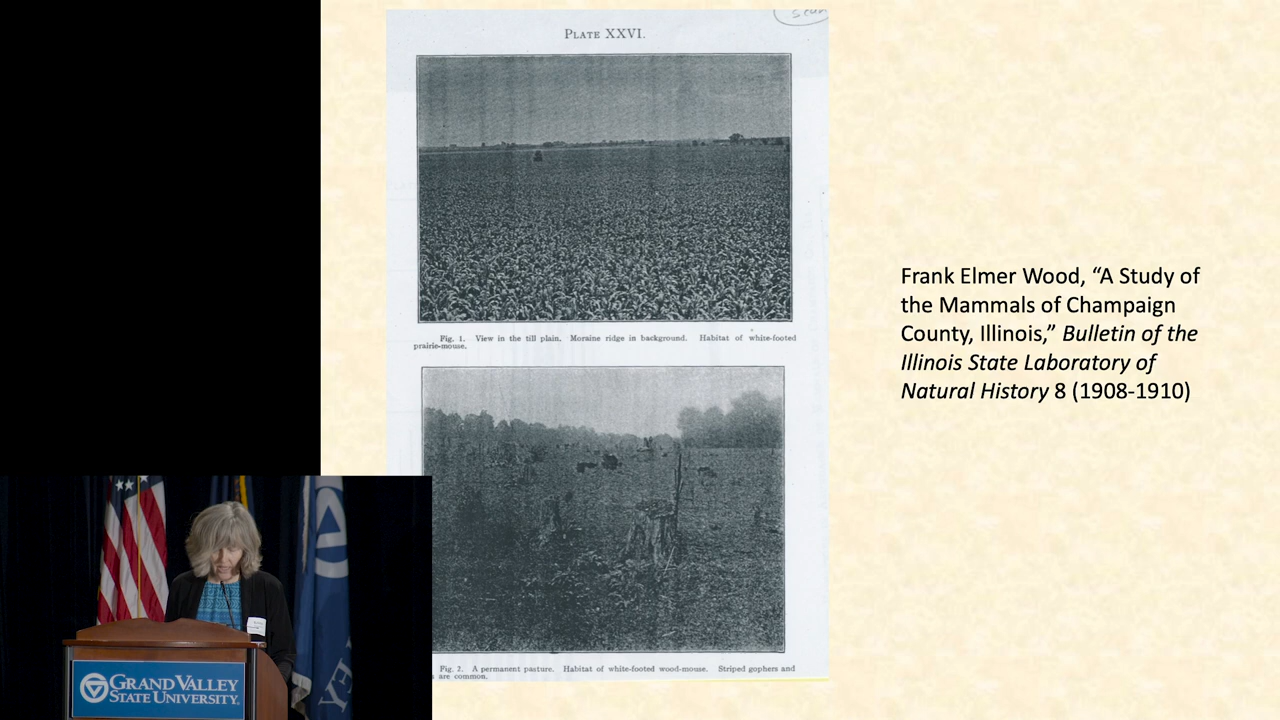 PLATE XXVI.
Fig. 1. View in the till plain. Moraine ridge in background. Habitat of white-footed
prairie-mouse.
Fig. 2. A permanent pasture. Habitat of white-footed wood-mouse. Striped gophers and
are common.
Frank Elmer Wood, “A Study of
the Mammals of Champaign
County, Illinois,” Bulletin of the
Illinois State Laboratory of
Natural History 8 (1908-1910)
GRAND VALLEY
STATE UNIVERSITY